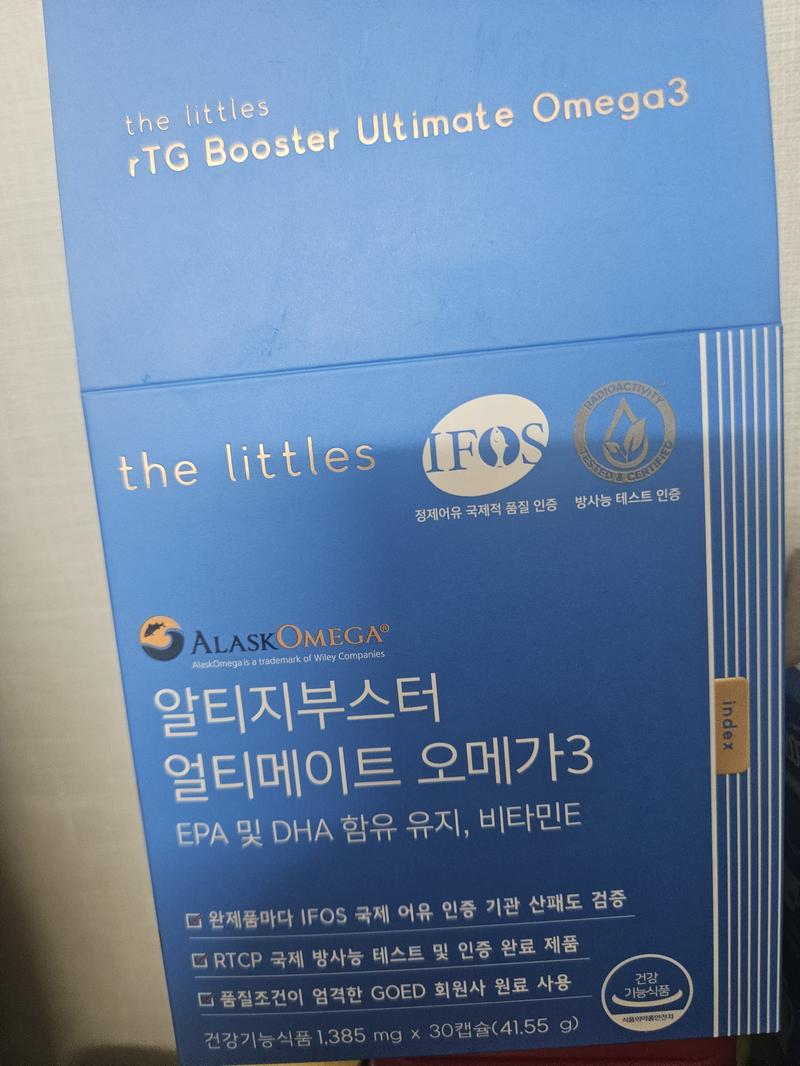 the littles
rTG Booster Ultimate Omega3
the littles
IFOS
정제어유 국제적 품질 인증
RADIOACTIVITY
TESTED & CERTIFIED
방사능 테스트 인증
ALASKOMEGA®
AlaskOmega is a trademark of Wiley Companies
알티지부스터
얼티메이트 오메가3
EPA 및 DHA 함유 유지, 비타민E
index
완제품마다 IFOS 국제 어유 인증 기관 산패도 검증
RTCP 국제 방사능 테스트 및 인증 완료 제품
품질조건이 엄격한 GOED 회원사 원료 사용
건강기능식품 1,385 mg x 30캡슐(41.55 g)
건강
기능식품
식품의약품안전처